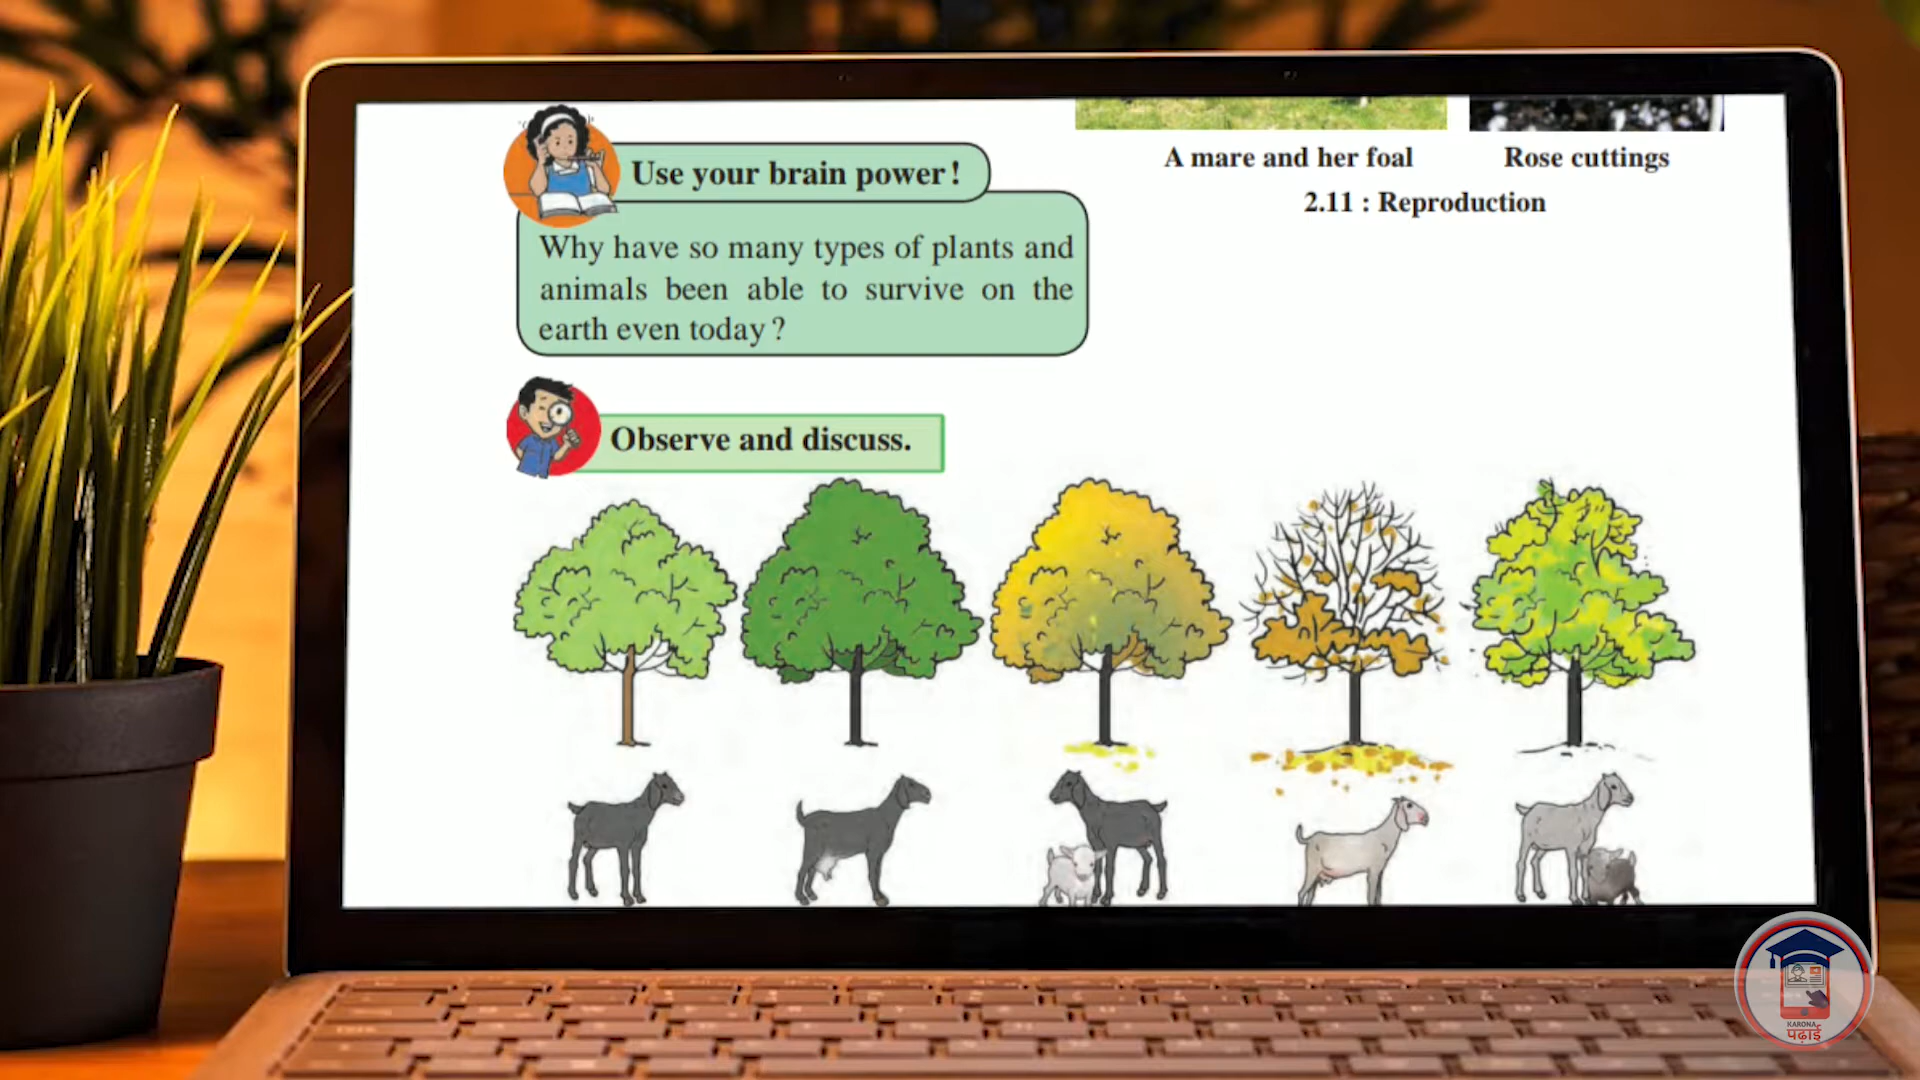 Use your brain power!
Why have so many types of plants and
animals been able to survive on the
earth even today?
A mare and her foal
Rose cuttings
2.11 : Reproduction
Observe and discuss.
KARONA
पढ़ाई